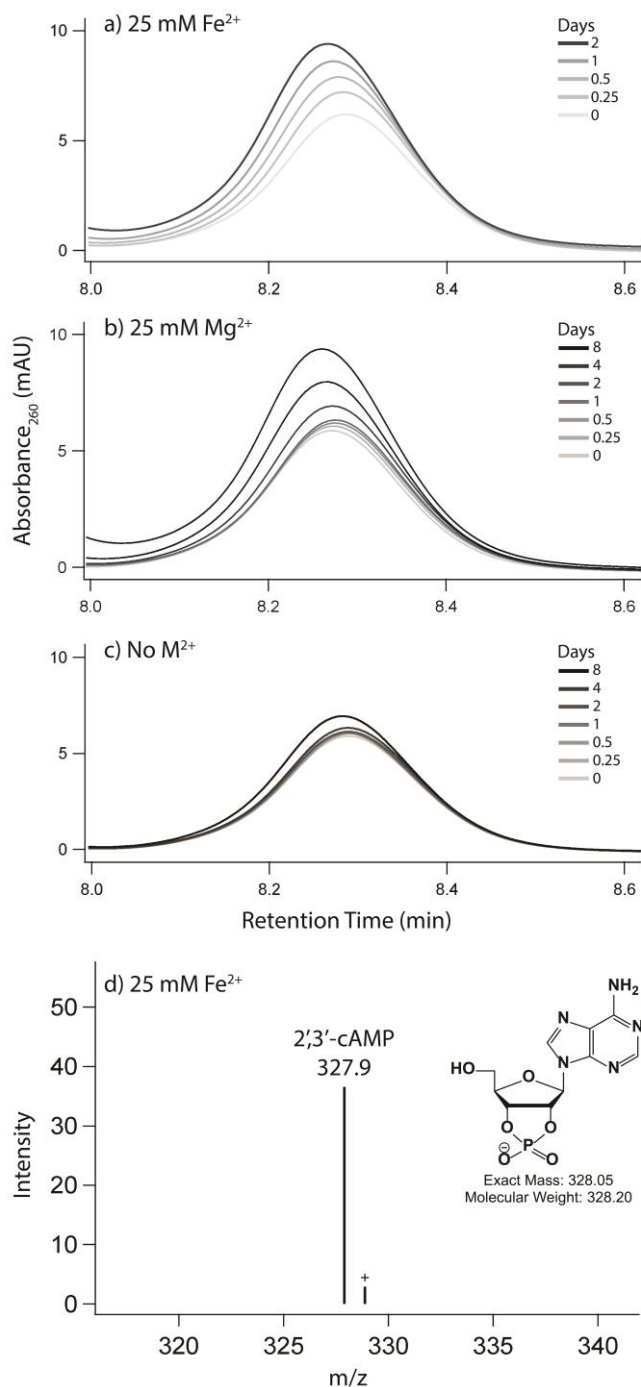 a) 25 mM Fe²⁺
Days
2
1
0.5
0.25
0
10
5
0
8.0 8.2 8.4 8.6
b) 25 mM Mg²⁺
Days
8
4
2
1
0.5
0.25
0
10
5
0
8.0 8.2 8.4 8.6
Absorbance₂₆₀ (mAU)
c) No M²⁺
Days
8
4
2
1
0.5
0.25
0
10
5
0
8.0 8.2 8.4 8.6
Retention Time (min)
d) 25 mM Fe²⁺
2',3'-cAMP
327.9
+
50
40
30
20
10
0
Intensity
320 325 330 335 340
m/z
NH₂
N
N
N
N
HO
O
O
O
P
⊖
O
O
Exact Mass: 328.05
Molecular Weight: 328.20